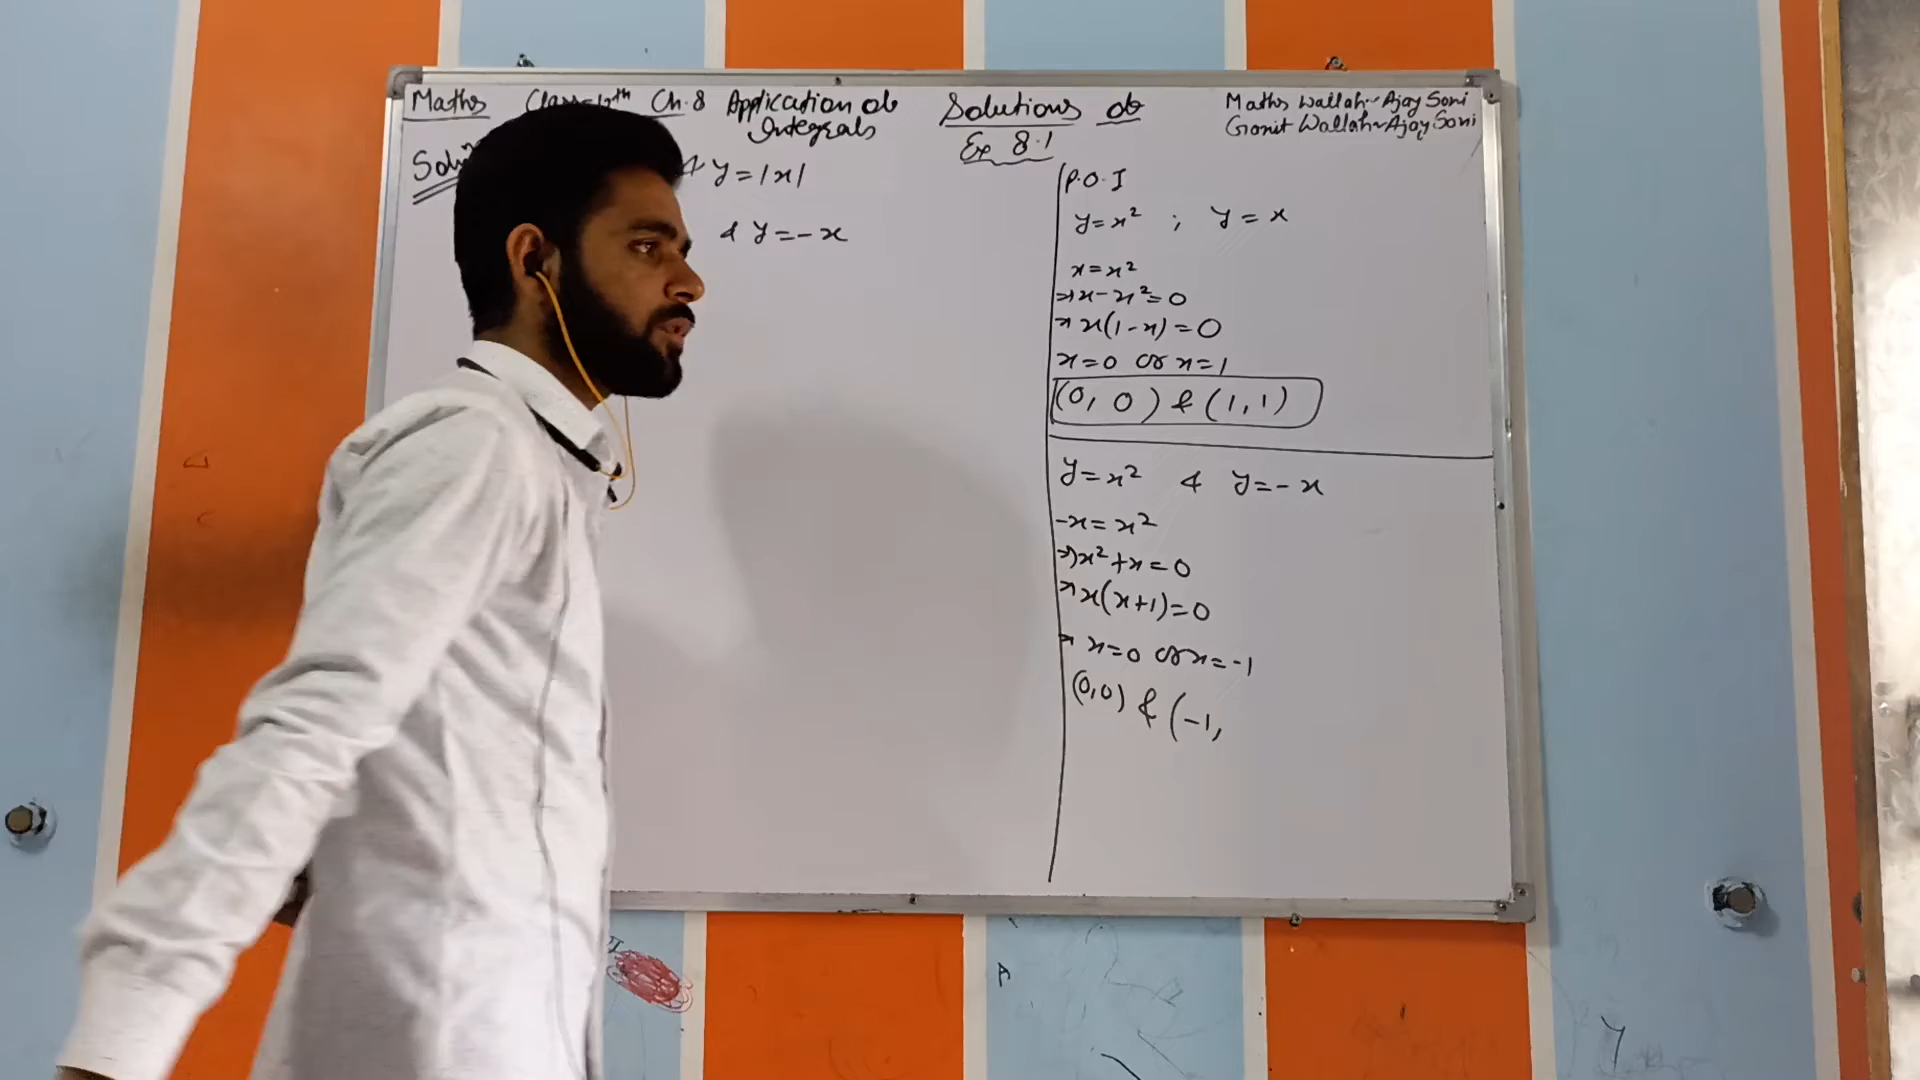 Maths Class-12th Ch.8 Application of Integrals
Solutions of Ex 8.1
Maths Wallah-Ajay Soni
Ganit Wallah-Ajay Soni
& y=|x|
& y=-x
P.O.I
y=x² ; y=x
x=x²
⇒x-x²=0
⇒x(1-x)=0
x=0 or x=1
(0,0) & (1,1)
y=x² & y=-x
-x=x²
⇒x²+x=0
⇒x(x+1)=0
⇒x=0 or x=-1
(0,0) & (-1,